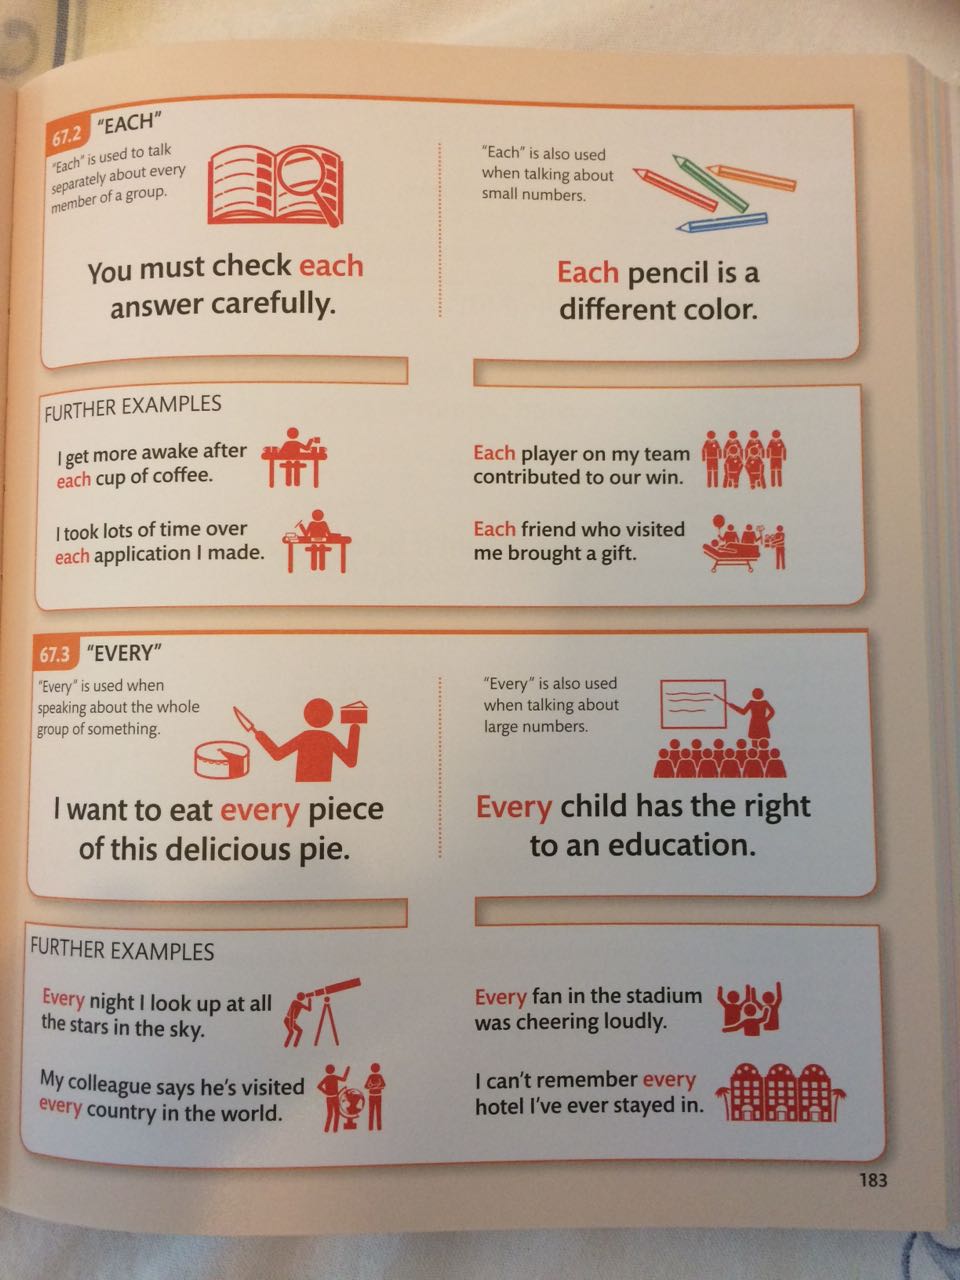 67.2 "EACH"
"Each" is used to talk
separately about every
member of a group.
You must check each
answer carefully.
"Each" is also used
when talking about
small numbers.
Each pencil is a
different color.
FURTHER EXAMPLES
I get more awake after
each cup of coffee.
I took lots of time over
each application I made.
Each player on my team
contributed to our win.
Each friend who visited
me brought a gift.
67.3 "EVERY"
"Every" is used when
speaking about the whole
group of something.
I want to eat every piece
of this delicious pie.
"Every" is also used
when talking about
large numbers.
Every child has the right
to an education.
FURTHER EXAMPLES
Every night I look up at all
the stars in the sky.
My colleague says he's visited
every country in the world.
Every fan in the stadium
was cheering loudly.
I can't remember every
hotel I've ever stayed in.
183